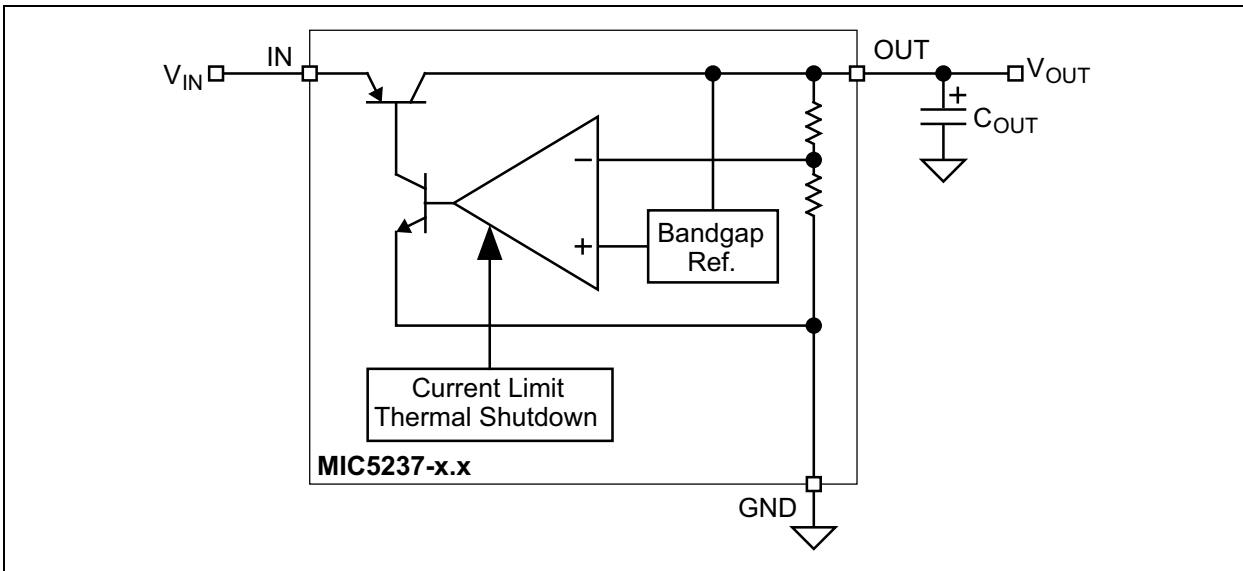 IN
OUT
VIN
VOUT
+
COUT
−
+
Bandgap
Ref.
Current Limit
Thermal Shutdown
MIC5237-x.x
GND